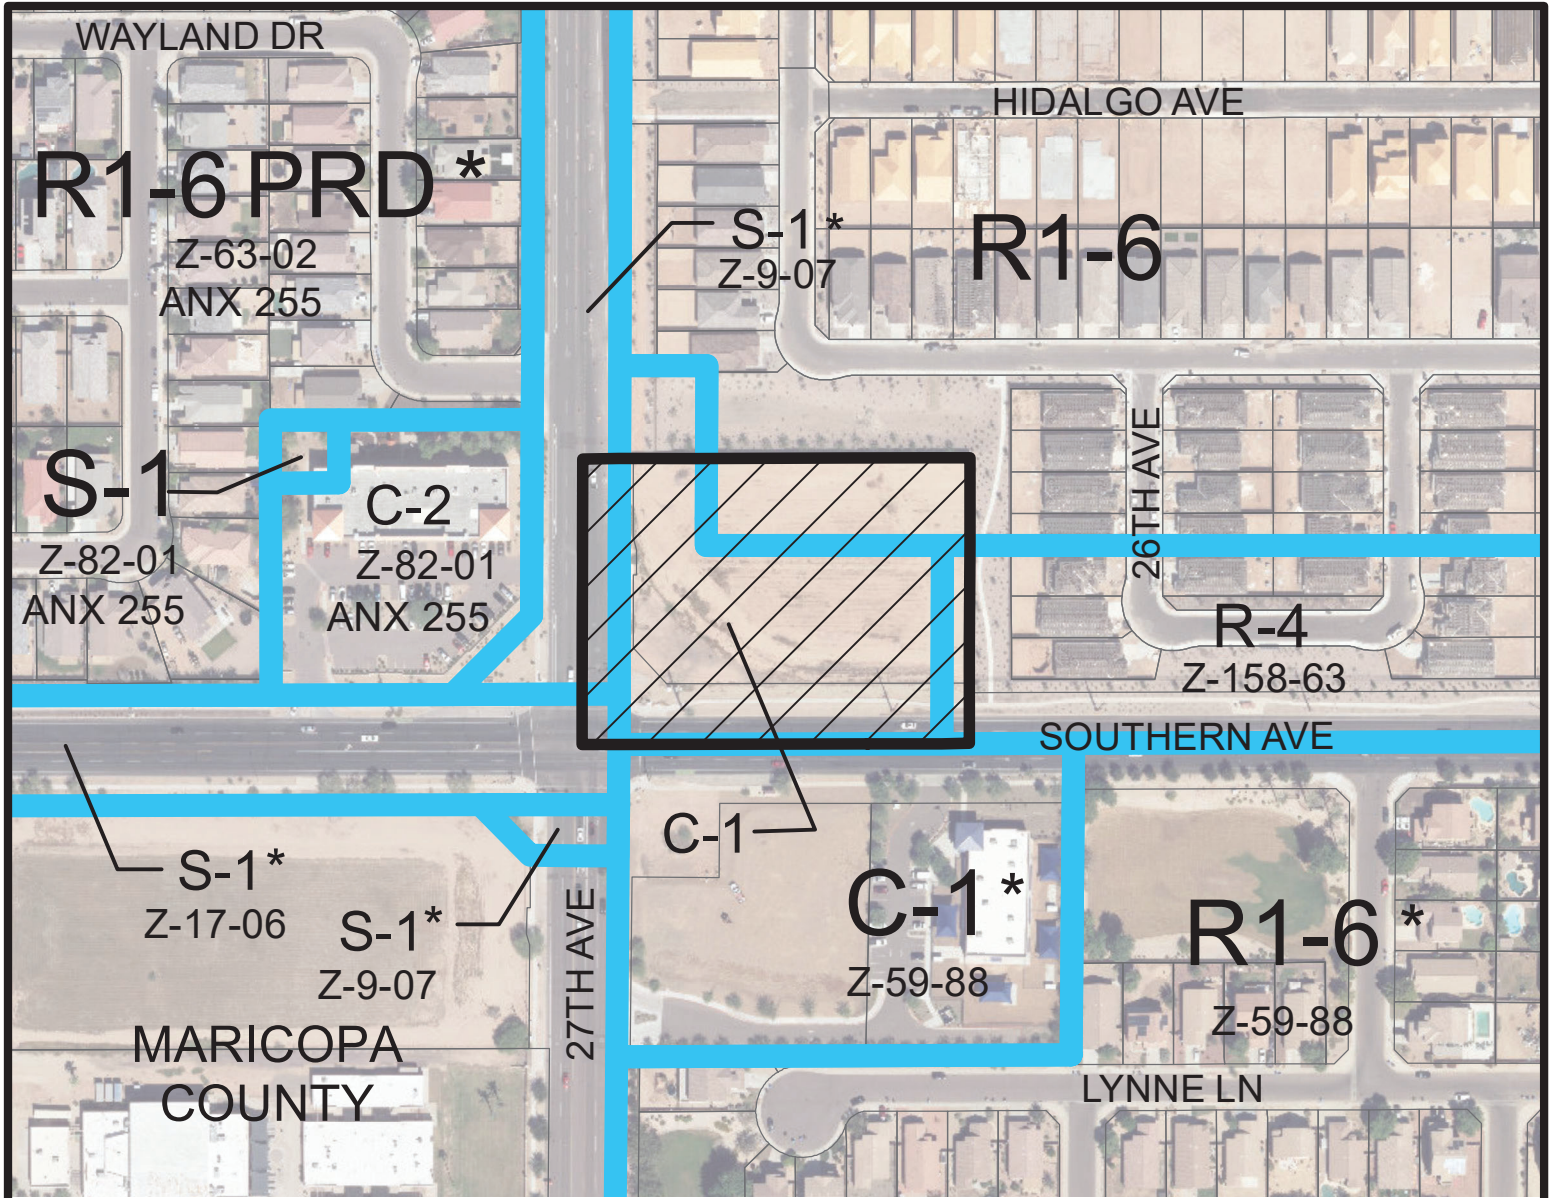 WAYLAND DR
HIDALGO AVE
R1-6 PRD *
Z-63-02
ANX 255
S-1 *
Z-9-07
R1-6
S-1
Z-82-01
ANX 255
C-2
Z-82-01
ANX 255
26TH AVE
R-4
Z-158-63
SOUTHERN AVE
C-1
S-1 *
Z-17-06
S-1 *
Z-9-07
27TH AVE
C-1 *
Z-59-88
R1-6 *
Z-59-88
MARICOPA
COUNTY
LYNNE LN